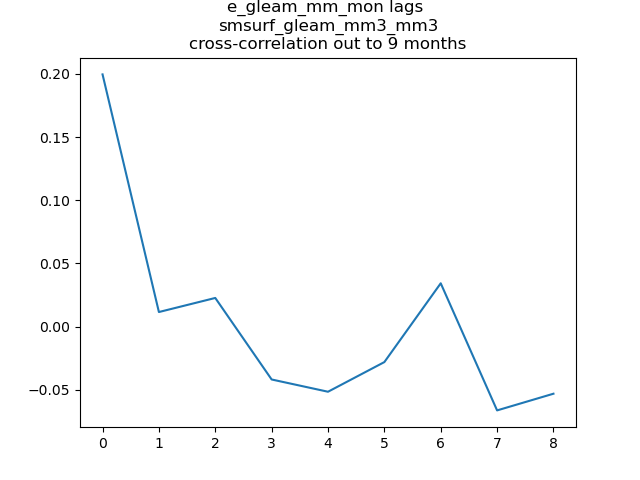 e_gleam_mm_mon lags
smsurf_gleam_mm3_mm3
cross-correlation out to 9 months
0.20
0.15
0.10
0.05
0.00
−0.05
0 1 2 3 4 5 6 7 8